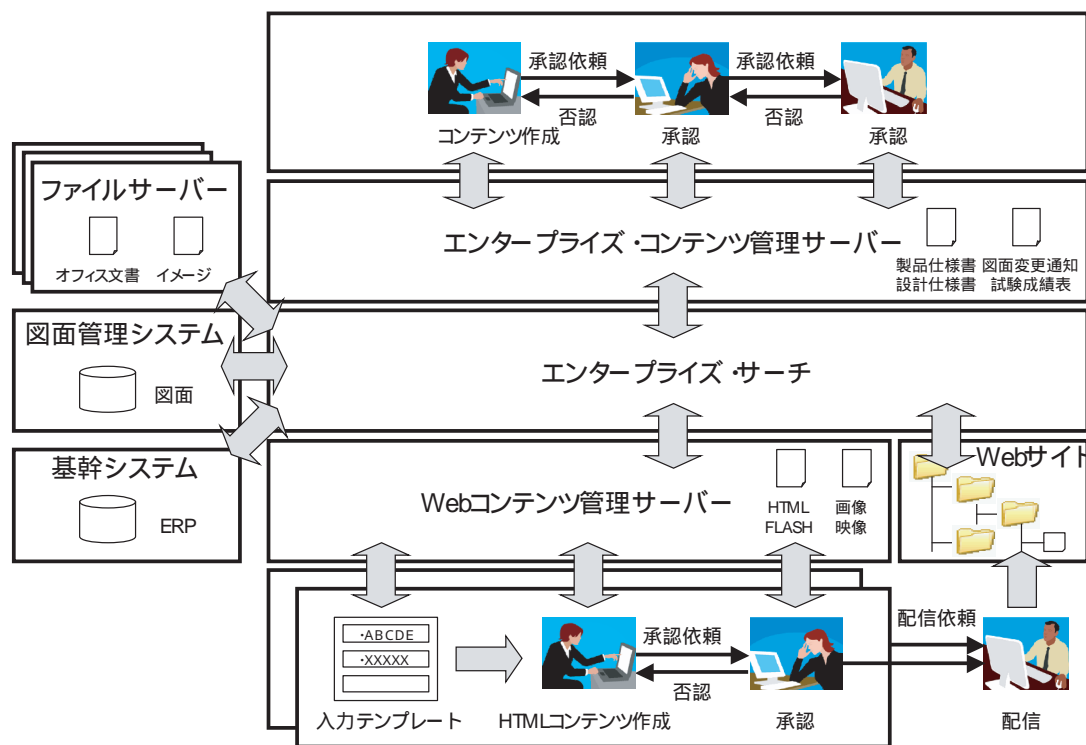 承認依頼
承認依頼
否認
否認
コンテンツ作成
承認
承認
ファイルサーバー
オフィス文書
イメージ
エンタープライズ・コンテンツ管理サーバー
製品仕様書
設計仕様書
図面変更通知
試験成績表
図面管理システム
図面
エンタープライズ・サーチ
基幹システム
ERP
Webコンテンツ管理サーバー
HTML
FLASH
画像
映像
Webサイト
・ABCDE
・XXXXX
入力テンプレート
承認依頼
否認
HTMLコンテンツ作成
承認
配信依頼
配信